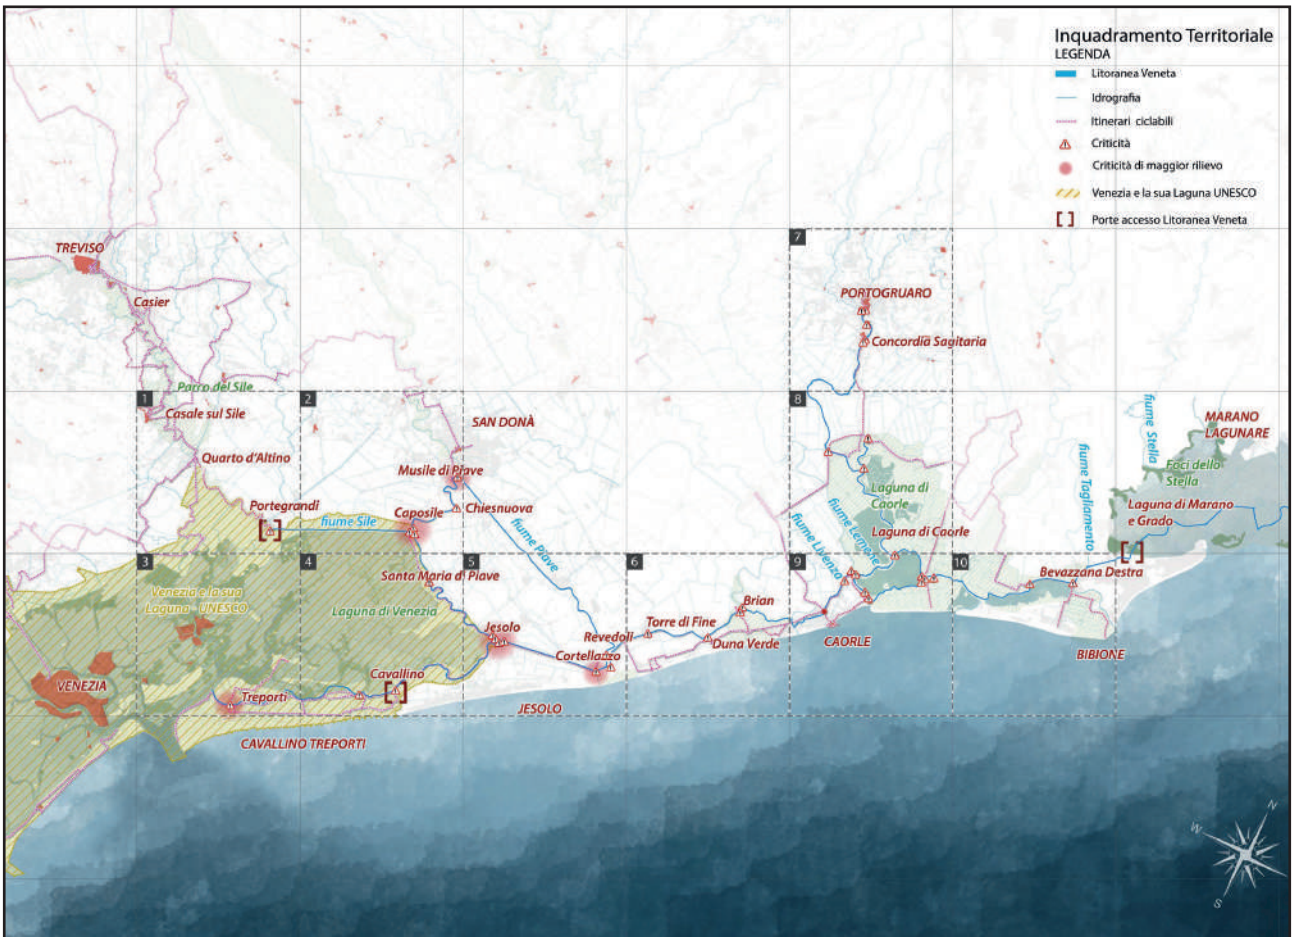 Inquadramento Territoriale
LEGENDA
Litoranea Veneta
Idrografia
Itinerari ciclabili
Criticità
Criticità di maggior rilievo
Venezia e la sua Laguna UNESCO
Porte accesso Litoranea Veneta
7
TREVISO
Casier
PORTOGRUARO
Concordia Sagitaria
Parco del Sile
1
2
8
Casale sul Sile
SAN DONÀ
fiume Stella
MARANO
LAGUNARE
Quarto d'Altino
Musile di Piave
fiume Tagliamento
Foci dello
Stella
Portegrandi
Caposile
Chiesnuova
Laguna di
Caorle
Laguna di Marano
e Grado
fiume Sile
fiume Piave
fiume Livenzo
fiume Lemene
Laguna di Caorle
3
4
5
6
9
10
Santa Maria di Piave
Bevazzana Destra
Venezia e la sua
Laguna - UNESCO
Laguna di Venezia
Brian
Jesolo
Torre di Fine
Revedoli
Duna Verde
CAORLE
Cortellazzo
BIBIONE
Cavallino
VENEZIA
Treporti
JESOLO
CAVALLINO TREPORTI
N
W
S